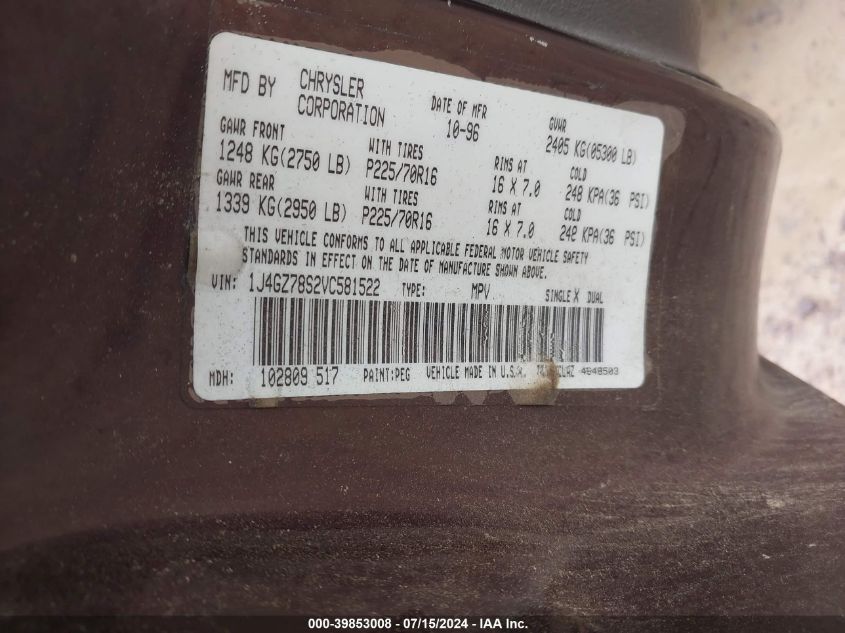 MFD BY CHRYSLER CORPORATION DATE OF MFR 10-96 GVWR 2405 KG(05300 LB)
GAWR FRONT WITH TIRES RIMS AT COLD
1248 KG(2750 LB) P225/70R16 16 X 7.0 248 KPA(36 PSI)
GAWR REAR WITH TIRES RIMS AT COLD
1339 KG(2950 LB) P225/70R16 16 X 7.0 248 KPA(36 PSI)
THIS VEHICLE CONFORMS TO ALL APPLICABLE FEDERAL MOTOR VEHICLE SAFETY
STANDARDS IN EFFECT ON THE DATE OF MANUFACTURE SHOWN ABOVE.
VIN: 1J4GZ78S2VC581522 TYPE: MPV SINGLE X DUAL
MDH: 102809 517 PAINT:PEG VEHICLE MADE IN U.S.A. 4648503
000-39853008 - 07/15/2024 - IAA Inc.